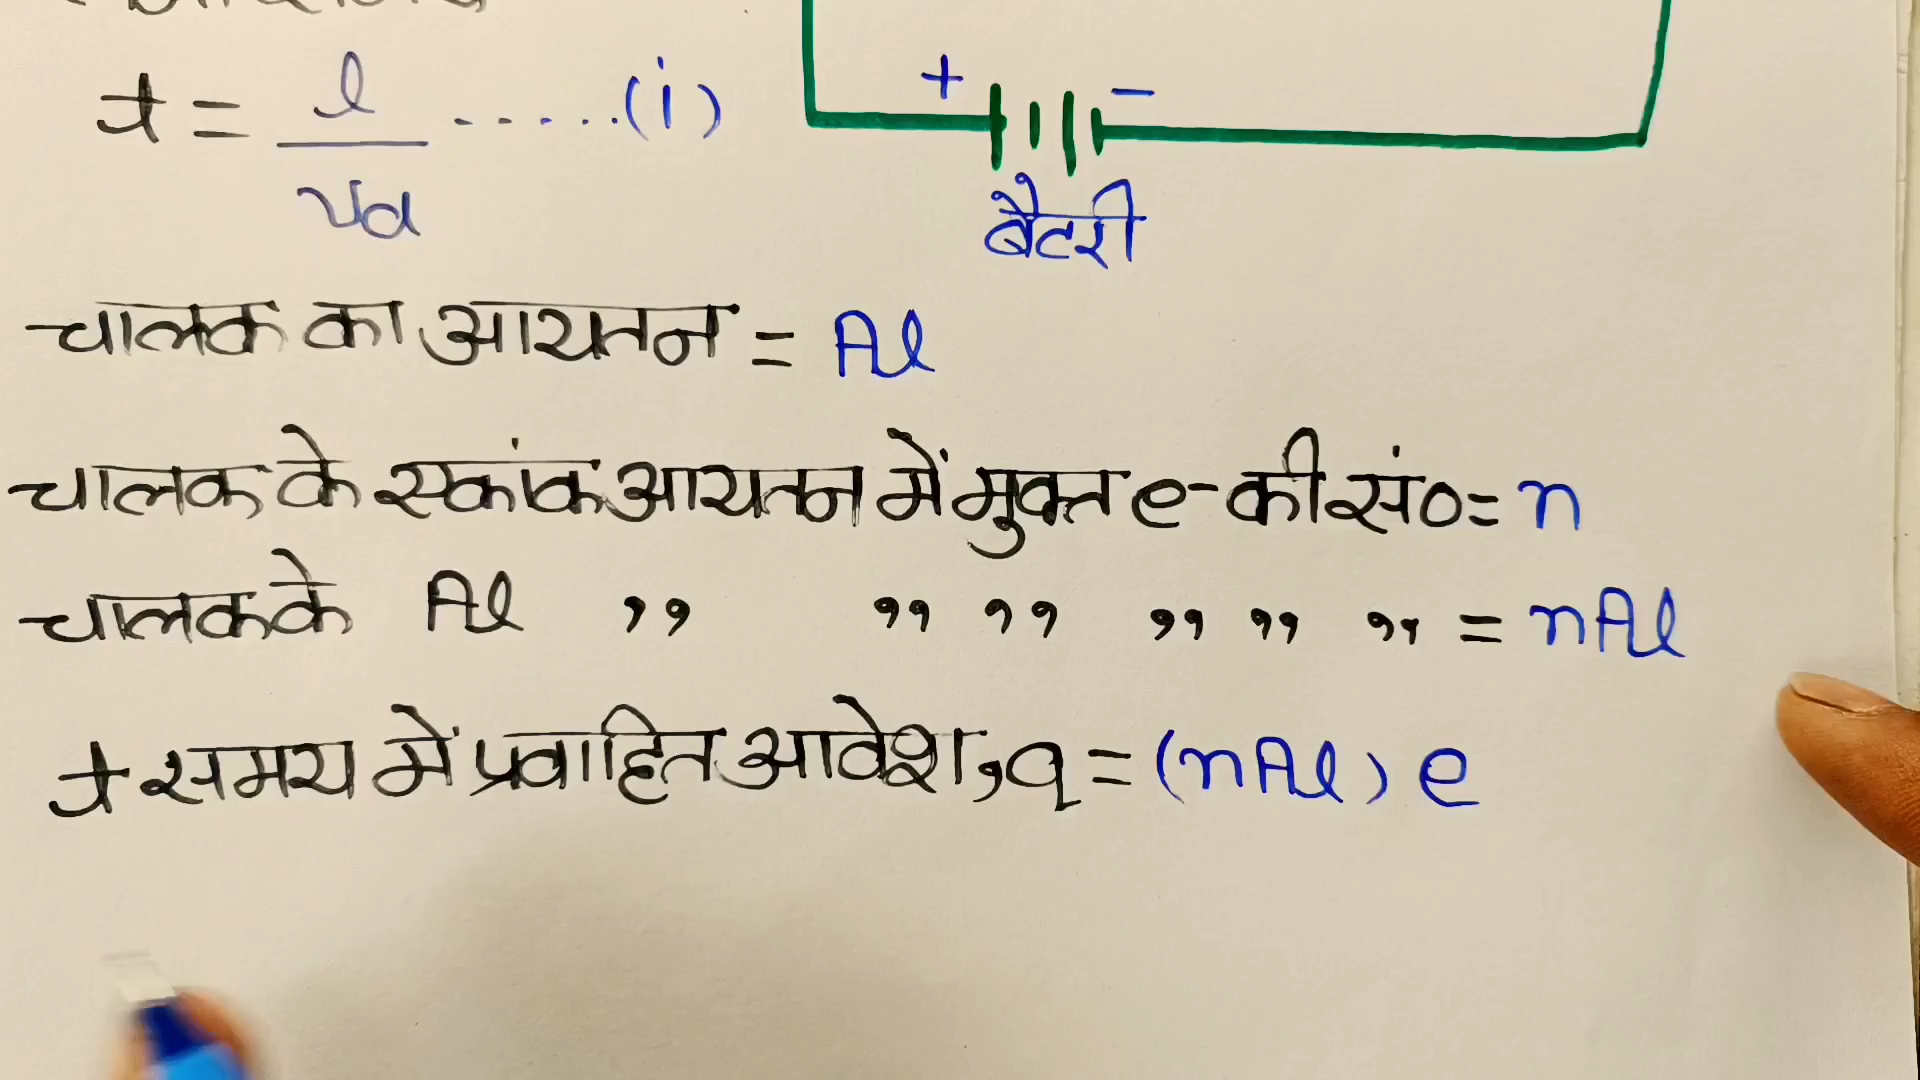 t = l / vd .....(i)
+ −
बैटरी
चालक का आयतन = Al
चालक के एकांक आयतन में मुक्त e- की सं० = n
चालक के Al ,, ,, ,, ,, ,, ,, = nAl
t समय में प्रवाहित आवेश, q = (nAl) e